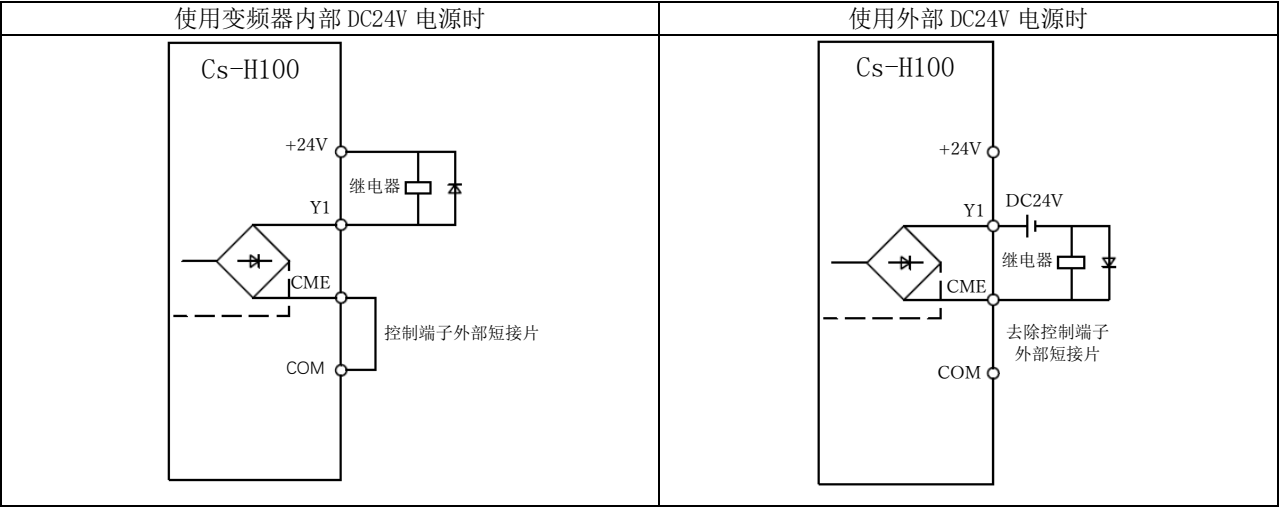 使用变频器内部 DC24V 电源时
Cs-H100
+24V
继电器
Y1
CME
控制端子外部短接片
COM
使用外部 DC24V 电源时
Cs-H100
+24V
Y1
DC24V
继电器
CME
去除控制端子
外部短接片
COM